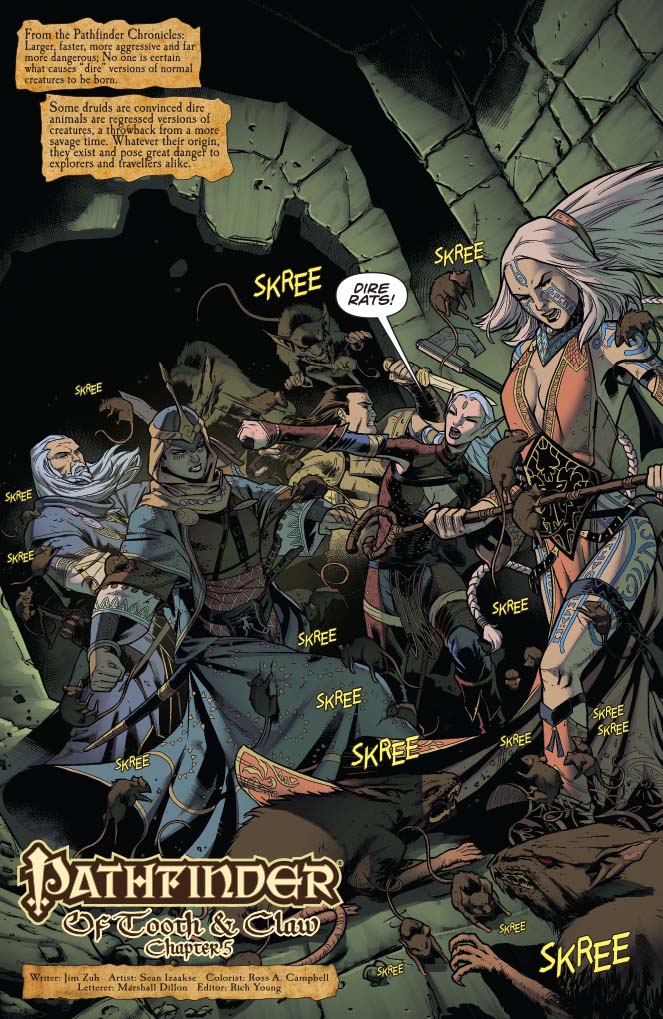 From the Pathfinder Chronicles:
Larger, faster, more aggressive and far
more dangerous; No one is certain
what causes "dire" versions of normal
creatures to be born.
Some druids are convinced dire
animals are regressed versions of
creatures, a throwback from a more
savage time. Whatever their origin,
they exist and pose great danger to
explorers and travellers alike.
SKREE
SKREE
DIRE
RATS!
SKREE
SKREE
SKREE
SKREE
SKREE
SKREE
SKREE
SKREE
SKREE
SKREE
SKREE
PATHFINDER®
Of Tooth & Claw
Chapter 5
SKREE
SKREE
SKREE
Writer: Jim Zub Artist: Sean Izaakse Colorist: Ross A. Campbell
Letterer: Marshall Dillon Editor: Rich Young